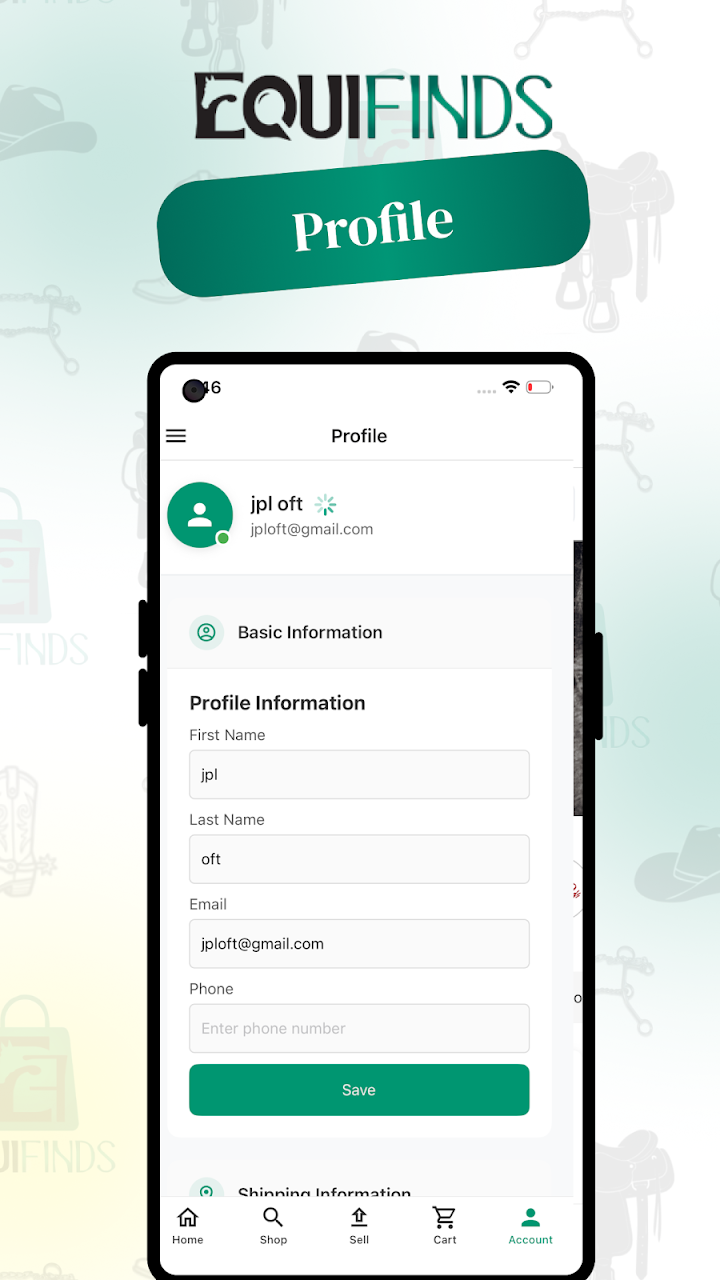 EQUIFINDS
Profile
46
Profile
jpl oft
jploft@gmail.com
Basic Information
Profile Information
First Name
jpl
Last Name
oft
Email
jploft@gmail.com
Phone
Enter phone number
Save
Shipping Information
Home Shop Sell Cart Account